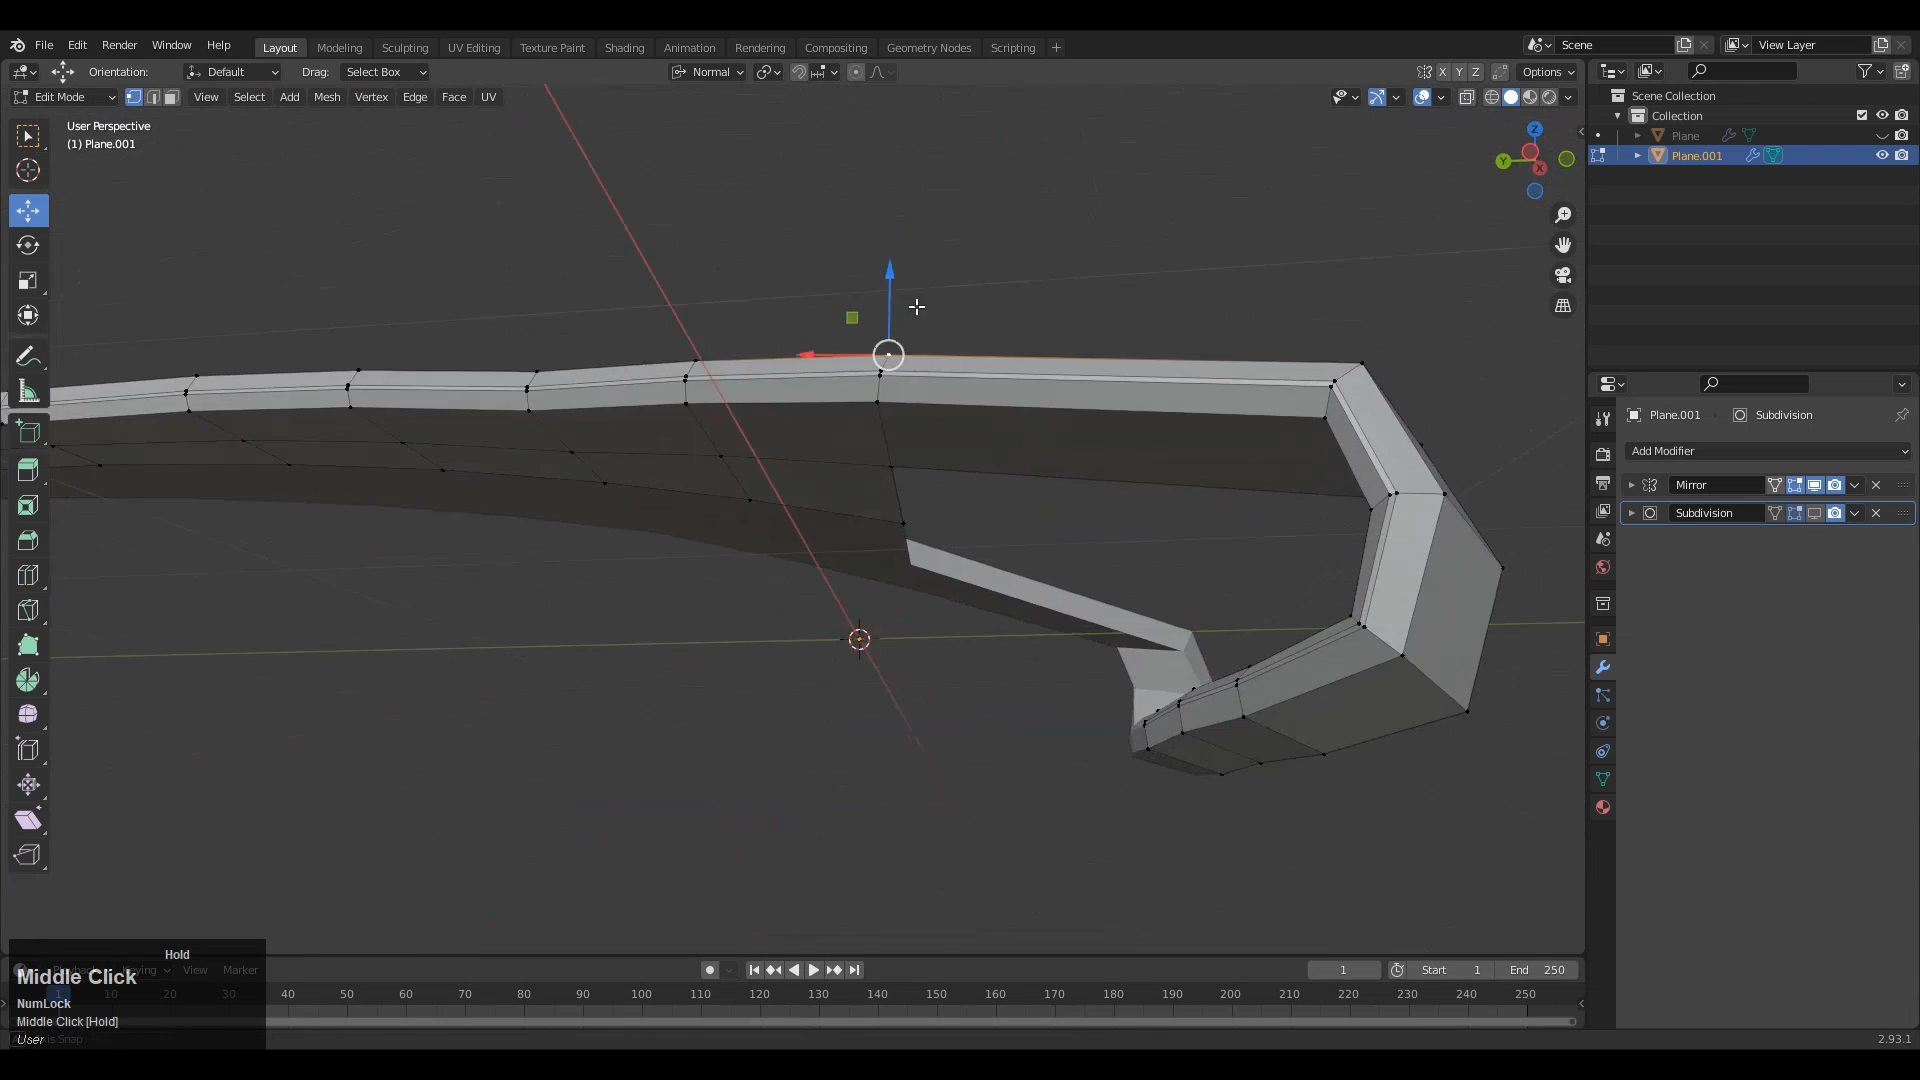 File Edit Render Window Help Layout Modeling Sculpting UV Editing Texture Paint Shading Animation Rendering Compositing Geometry Nodes Scripting + Scene View Layer
Orientation: Default Drag: Select Box Normal X Y Z Options
Edit Mode View Select Add Mesh Vertex Edge Face UV
Scene Collection
Collection
Plane
Plane.001
User Perspective
(1) Plane.001
Z
Y
X
Plane.001 Subdivision
Add Modifier
Mirror
Subdivision
Hold
Middle Click
NumLock
Middle Click [Hold]
User
Playback Keying View Marker
1 Start 1 End 250
1 10 20 30 40 50 60 70 80 90 100 110 120 130 140 150 160 170 180 190 200 210 220 230 240 250
2.93.1